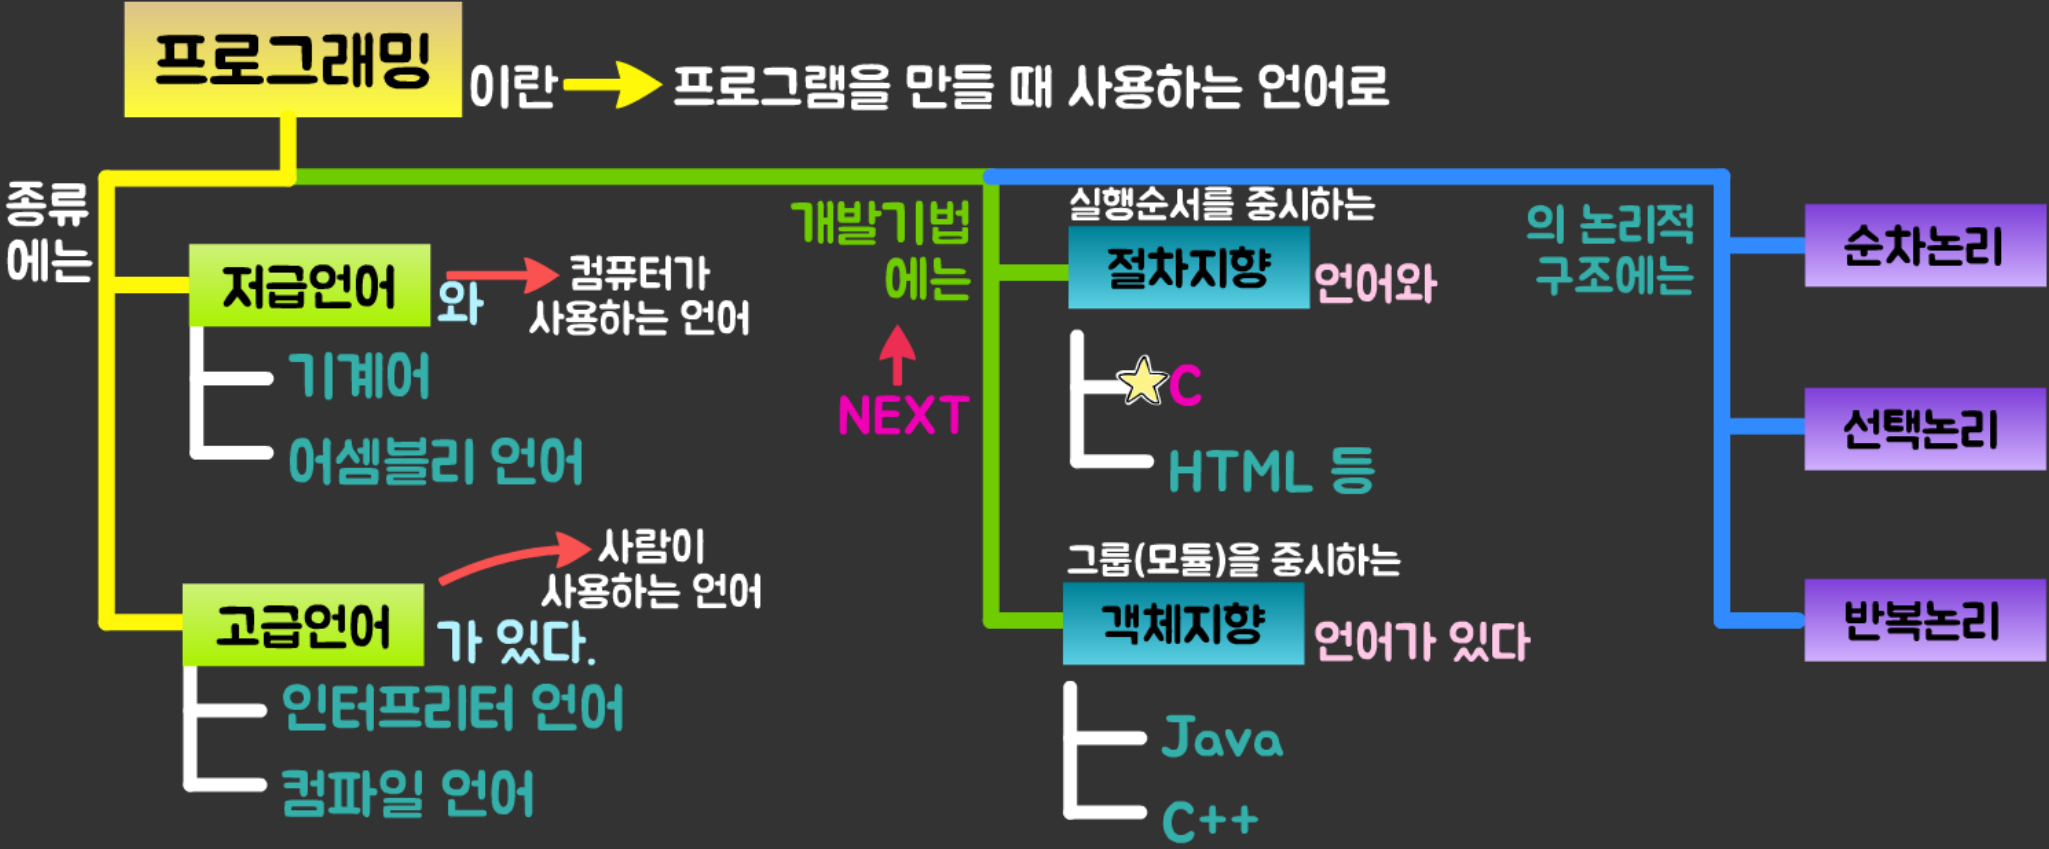 프로그래밍 이란 프로그램을 만들 때 사용하는 언어로
종류
에는
저급언어 와
컴퓨터가
사용하는 언어
기계어
어셈블리 언어
고급언어 가 있다.
사람이
사용하는 언어
인터프리터 언어
컴파일 언어
개발기법
에는
NEXT
실행순서를 중시하는
절차지향 언어와
C
HTML 등
그룹(모듈)을 중시하는
객체지향 언어가 있다
Java
C++
의 논리적
구조에는
순차논리
선택논리
반복논리